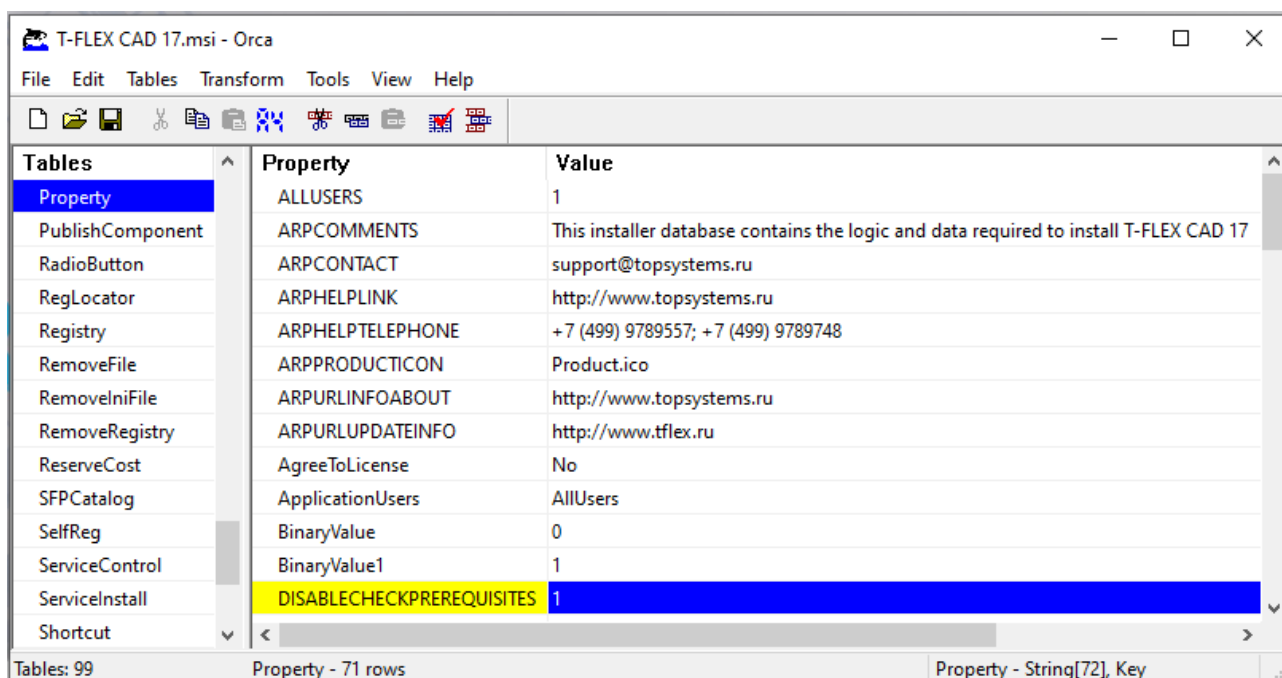 T-FLEX CAD 17.msi - Orca
File Edit Tables Transform Tools View Help
Tables Property Value
Property ALLUSERS 1
PublishComponent ARPCOMMENTS This installer database contains the logic and data required to install T-FLEX CAD 17
RadioButton ARPCONTACT support@topsystems.ru
RegLocator ARPHELPLINK http://www.topsystems.ru
Registry ARPHELPTELEPHONE +7 (499) 9789557; +7 (499) 9789748
RemoveFile ARPPRODUCTICON Product.ico
RemoveIniFile ARPURLINFOABOUT http://www.topsystems.ru
RemoveRegistry ARPURLUPDATEINFO http://www.tflex.ru
ReserveCost AgreeToLicense No
SFPCatalog ApplicationUsers AllUsers
SelfReg BinaryValue 0
ServiceControl BinaryValue1 1
ServiceInstall DISABLECHECKPREREQUISITES 1
Shortcut
Tables: 99 Property - 71 rows Property - String[72], Key